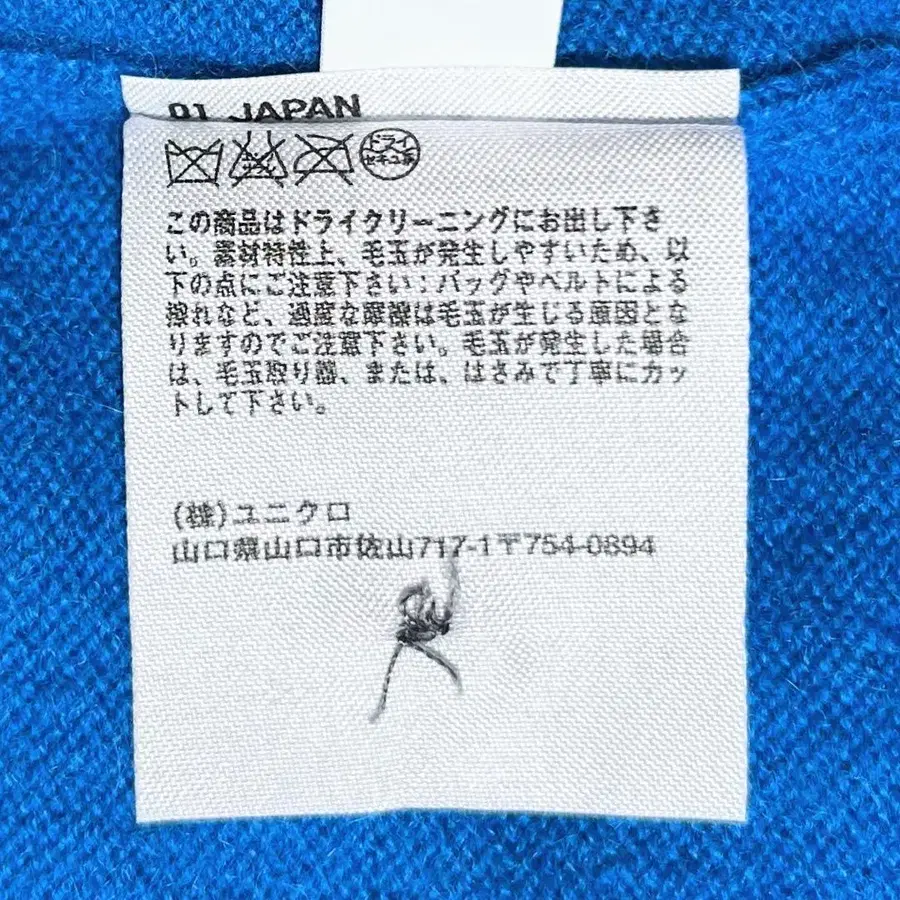 01 JAPAN
ドライ
セキユ系
この商品はドライクリーニングにお出し下さ
い。素材特性上、毛玉が発生しやすいため、以
下の点にご注意下さい：バッグやベルトによる
擦れなど、過度な摩擦は毛玉が生じる原因とな
りますのでご注意下さい。毛玉が発生した場合
は、毛玉取り器、または、はさみで丁寧にカッ
トして下さい。
(株)ユニクロ
山口県山口市佐山717-1〒754-0894